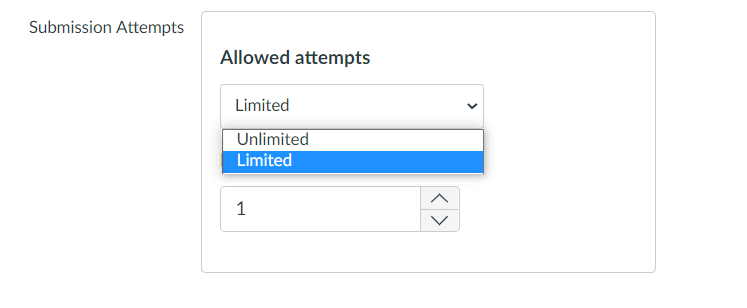 Submission Attempts
Allowed attempts
Limited
Unlimited
Limited
1